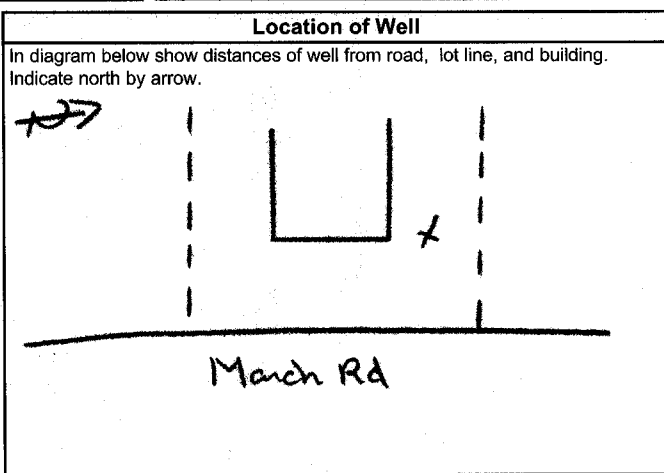 Location of Well
In diagram below show distances of well from road, lot line, and building.
Indicate north by arrow.
N
X
March Rd